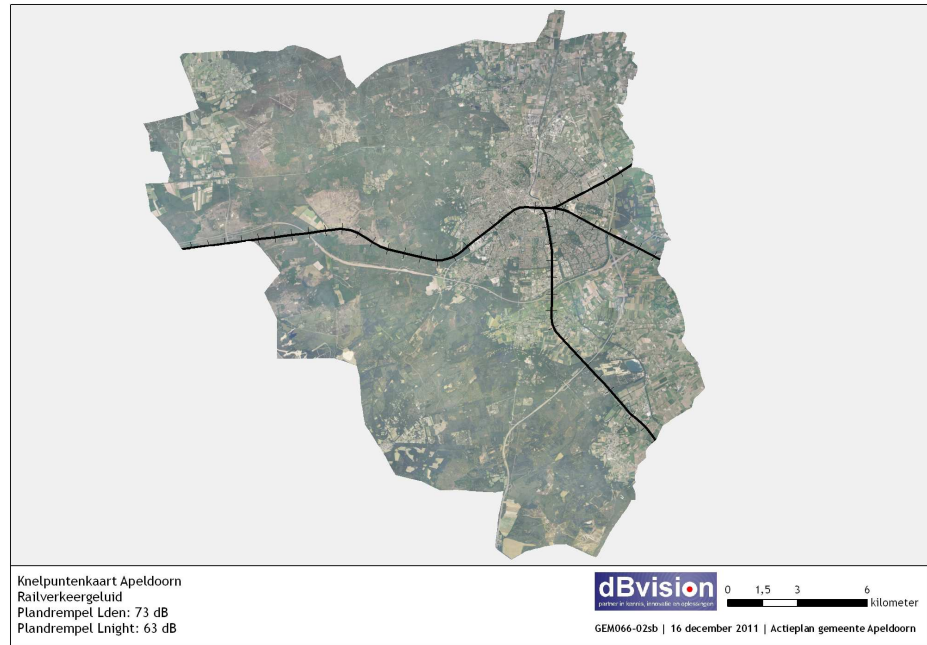 Knelpuntenkaart Apeldoorn
Railverkeergeluid
Plandrempel Lden: 73 dB
Plandrempel Lnight: 63 dB
dBvision
partner in kennis, innovatie en oplossingen
0 1,5 3 6
kilometer
GEM066-02sb | 16 december 2011 | Actieplan gemeente Apeldoorn